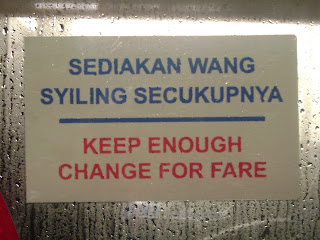 SEDIAKAN WANG
SYILING SECUKUPNYA
KEEP ENOUGH
CHANGE FOR FARE